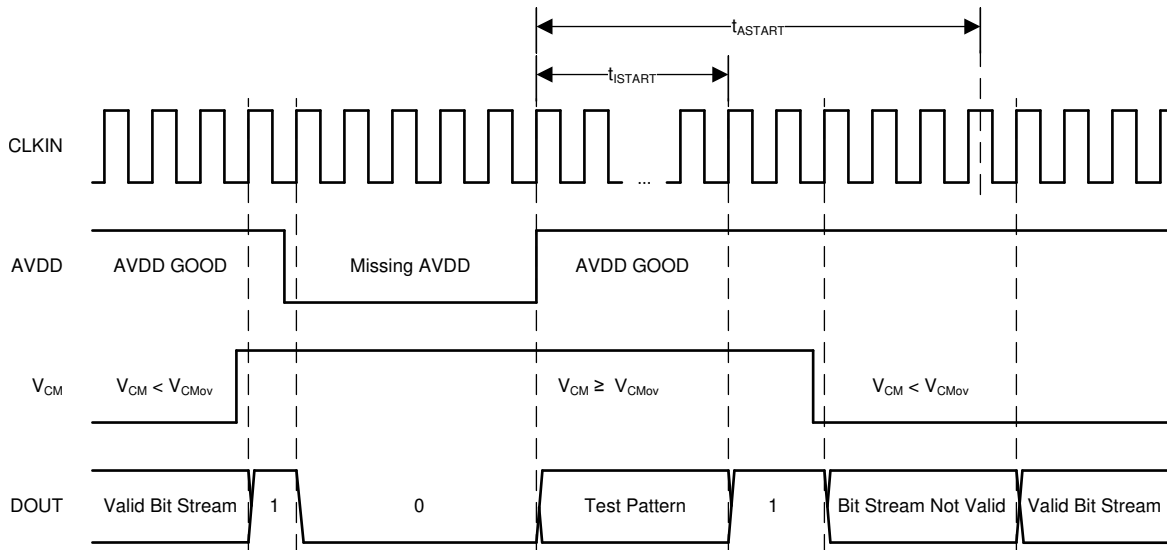 tASTART
tISTART
CLKIN
...
AVDD
AVDD GOOD
Missing AVDD
AVDD GOOD
VCM
VCM < VCMov
VCM ≥ VCMov
VCM < VCMov
DOUT
Valid Bit Stream
1
0
Test Pattern
1
Bit Stream Not Valid
Valid Bit Stream